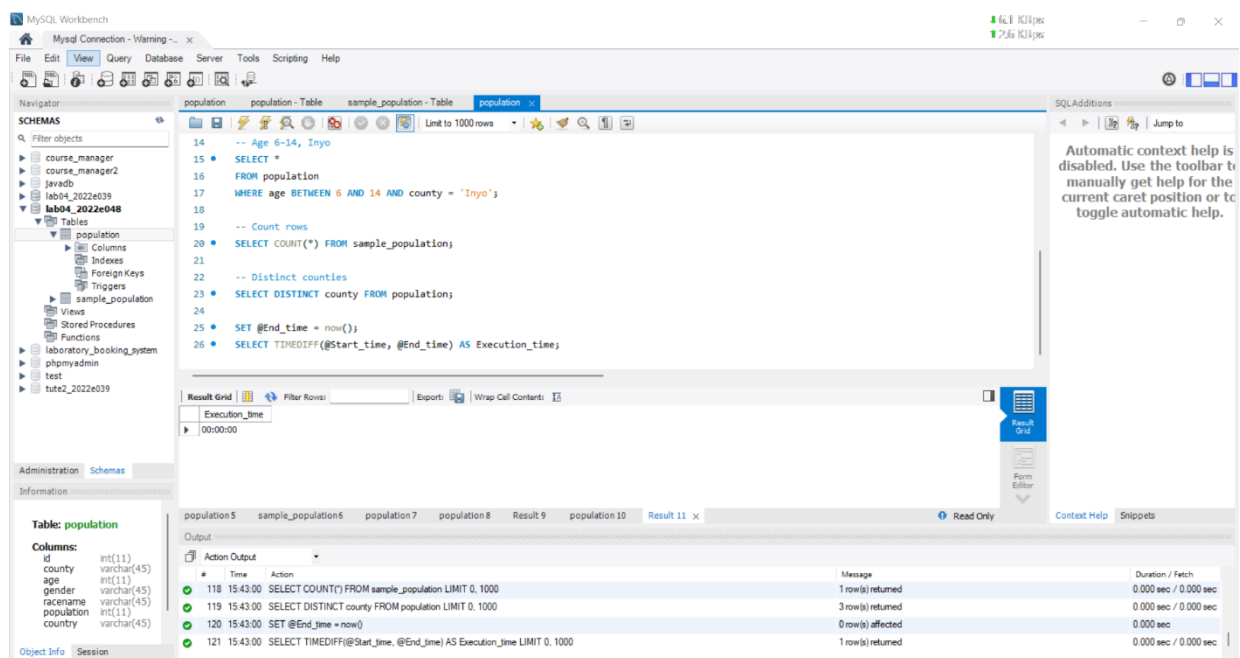 MySQL Workbench
Mysql Connection - Warning -...
File Edit View Query Database Server Tools Scripting Help
Navigator
SCHEMAS
Filter objects
course_manager
course_manager2
javadb
lab04_2022e039
lab04_2022e048
Tables
population
Columns
Indexes
Foreign Keys
Triggers
sample_population
Views
Stored Procedures
Functions
laboratory_booking_system
phpmyadmin
test
tute2_2022e039
Administration Schemas
Information
Table: population
Columns:
id int(11)
county varchar(45)
age int(11)
gender varchar(45)
racename varchar(45)
population int(11)
country varchar(45)
Object Info Session
population population - Table sample_population - Table population
Limit to 1000 rows
14 -- Age 6-14, Inyo
15 SELECT *
16 FROM population
17 WHERE age BETWEEN 6 AND 14 AND county = 'Inyo';
18
19 -- Count rows
20 SELECT COUNT(*) FROM sample_population;
21
22 -- Distinct counties
23 SELECT DISTINCT county FROM population;
24
25 SET @End_time = now();
26 SELECT TIMEDIFF(@Start_time, @End_time) AS Execution_time;
Result Grid Filter Rows: Export: Wrap Cell Content:
Execution_time
00:00:00
Result Grid
Form Editor
population 5 sample_population6 population 7 population 8 Result 9 population 10 Result 11 Read Only
Output
Action Output
# Time Action Message Duration / Fetch
118 15:43:00 SELECT COUNT(*) FROM sample_population LIMIT 0, 1000 1 row(s) returned 0.000 sec / 0.000 sec
119 15:43:00 SELECT DISTINCT county FROM population LIMIT 0, 1000 3 row(s) returned 0.000 sec / 0.000 sec
120 15:43:00 SET @End_time = now() 0 row(s) affected 0.000 sec
121 15:43:00 SELECT TIMEDIFF(@Start_time, @End_time) AS Execution_time LIMIT 0, 1000 1 row(s) returned 0.000 sec / 0.000 sec
SQLAdditions
Jump to
Automatic context help is
disabled. Use the toolbar to
manually get help for the
current caret position or to
toggle automatic help.
Context Help Snippets